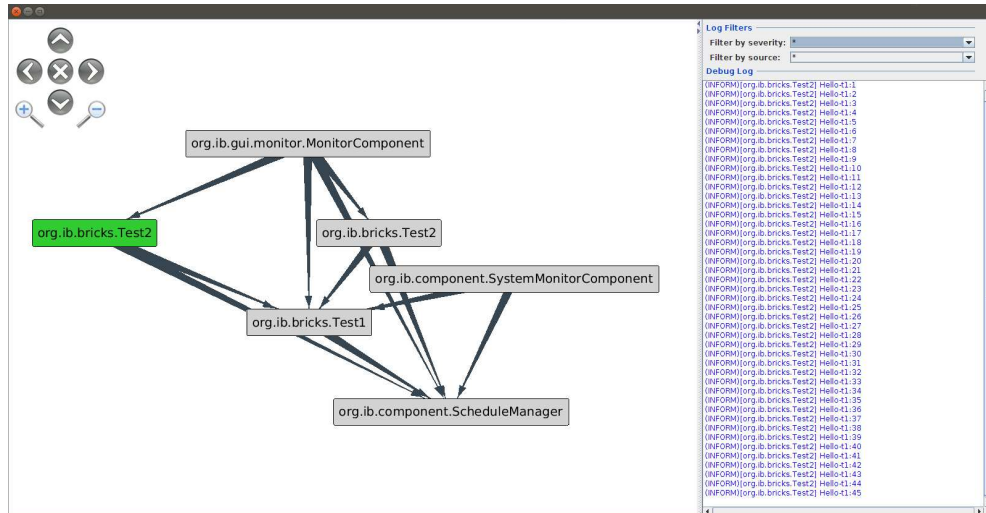 org.ib.gui.monitor.MonitorComponent
org.ib.bricks.Test2
org.ib.bricks.Test2
org.ib.component.SystemMonitorComponent
org.ib.bricks.Test1
org.ib.component.ScheduleManager
Log Filters
Filter by severity: *
Filter by source: *
Debug Log
(INFORM)[org.ib.bricks.Test2] Hello-t1:1
(INFORM)[org.ib.bricks.Test2] Hello-t1:2
(INFORM)[org.ib.bricks.Test2] Hello-t1:3
(INFORM)[org.ib.bricks.Test2] Hello-t1:4
(INFORM)[org.ib.bricks.Test2] Hello-t1:5
(INFORM)[org.ib.bricks.Test2] Hello-t1:6
(INFORM)[org.ib.bricks.Test2] Hello-t1:7
(INFORM)[org.ib.bricks.Test2] Hello-t1:8
(INFORM)[org.ib.bricks.Test2] Hello-t1:9
(INFORM)[org.ib.bricks.Test2] Hello-t1:10
(INFORM)[org.ib.bricks.Test2] Hello-t1:11
(INFORM)[org.ib.bricks.Test2] Hello-t1:12
(INFORM)[org.ib.bricks.Test2] Hello-t1:13
(INFORM)[org.ib.bricks.Test2] Hello-t1:14
(INFORM)[org.ib.bricks.Test2] Hello-t1:15
(INFORM)[org.ib.bricks.Test2] Hello-t1:16
(INFORM)[org.ib.bricks.Test2] Hello-t1:17
(INFORM)[org.ib.bricks.Test2] Hello-t1:18
(INFORM)[org.ib.bricks.Test2] Hello-t1:19
(INFORM)[org.ib.bricks.Test2] Hello-t1:20
(INFORM)[org.ib.bricks.Test2] Hello-t1:21
(INFORM)[org.ib.bricks.Test2] Hello-t1:22
(INFORM)[org.ib.bricks.Test2] Hello-t1:23
(INFORM)[org.ib.bricks.Test2] Hello-t1:24
(INFORM)[org.ib.bricks.Test2] Hello-t1:25
(INFORM)[org.ib.bricks.Test2] Hello-t1:26
(INFORM)[org.ib.bricks.Test2] Hello-t1:27
(INFORM)[org.ib.bricks.Test2] Hello-t1:28
(INFORM)[org.ib.bricks.Test2] Hello-t1:29
(INFORM)[org.ib.bricks.Test2] Hello-t1:30
(INFORM)[org.ib.bricks.Test2] Hello-t1:31
(INFORM)[org.ib.bricks.Test2] Hello-t1:32
(INFORM)[org.ib.bricks.Test2] Hello-t1:33
(INFORM)[org.ib.bricks.Test2] Hello-t1:34
(INFORM)[org.ib.bricks.Test2] Hello-t1:35
(INFORM)[org.ib.bricks.Test2] Hello-t1:36
(INFORM)[org.ib.bricks.Test2] Hello-t1:37
(INFORM)[org.ib.bricks.Test2] Hello-t1:38
(INFORM)[org.ib.bricks.Test2] Hello-t1:39
(INFORM)[org.ib.bricks.Test2] Hello-t1:40
(INFORM)[org.ib.bricks.Test2] Hello-t1:41
(INFORM)[org.ib.bricks.Test2] Hello-t1:42
(INFORM)[org.ib.bricks.Test2] Hello-t1:43
(INFORM)[org.ib.bricks.Test2] Hello-t1:44
(INFORM)[org.ib.bricks.Test2] Hello-t1:45